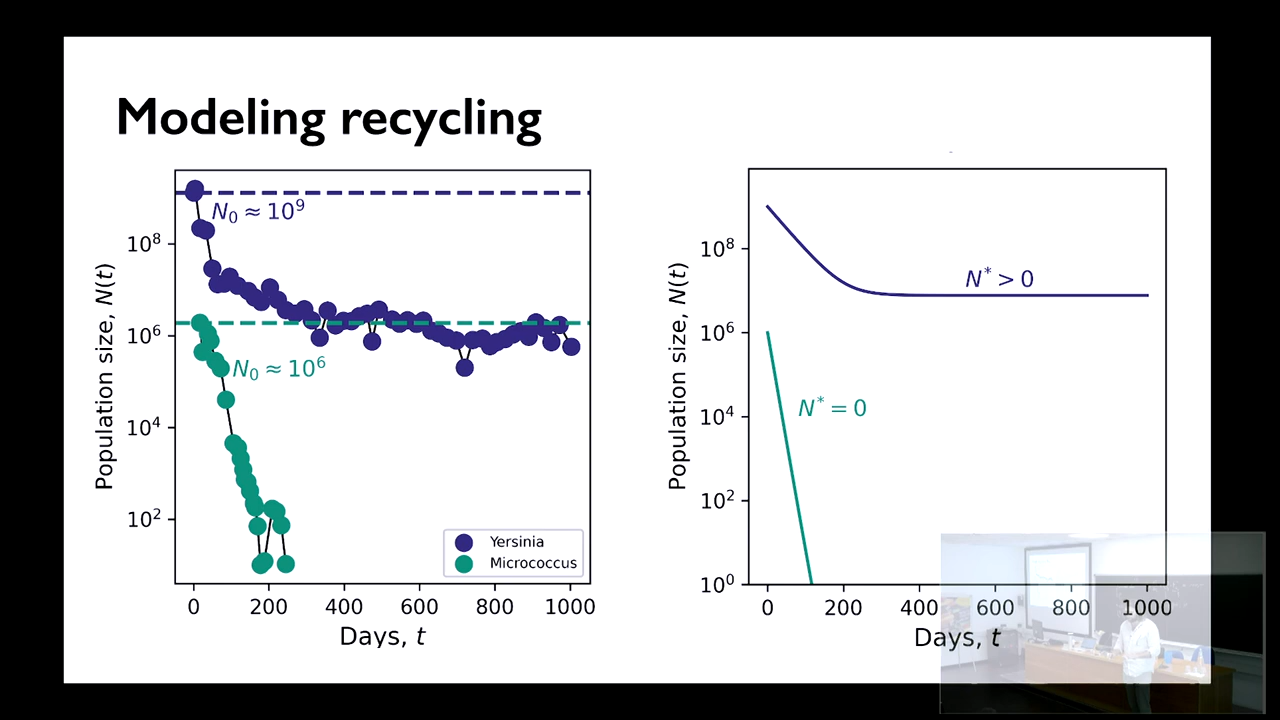 Modeling recycling
Population size, N(t)
10⁸
10⁶
10⁴
10²
N₀ ≈ 10⁹
N₀ ≈ 10⁶
Yersinia
Micrococcus
0 200 400 600 800 1000
Days, t
Population size, N(t)
10⁸
10⁶
10⁴
10²
10⁰
N* > 0
N* = 0
0 200 400 600 800 1000
Days, t